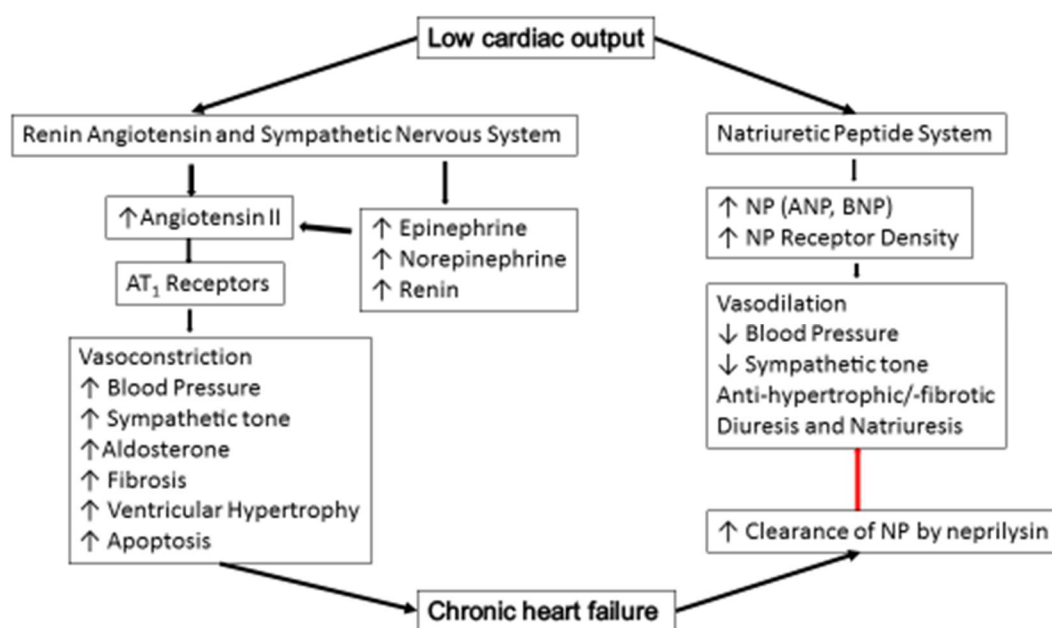 Low cardiac output
Renin Angiotensin and Sympathetic Nervous System
↑Angiotensin II
AT₁ Receptors
↑ Epinephrine
↑ Norepinephrine
↑ Renin
Vasoconstriction
↑ Blood Pressure
↑ Sympathetic tone
↑Aldosterone
↑ Fibrosis
↑ Ventricular Hypertrophy
↑ Apoptosis
Natriuretic Peptide System
↑ NP (ANP, BNP)
↑ NP Receptor Density
Vasodilation
↓ Blood Pressure
↓ Sympathetic tone
Anti-hypertrophic/-fibrotic
Diuresis and Natriuresis
↑ Clearance of NP by neprilysin
Chronic heart failure